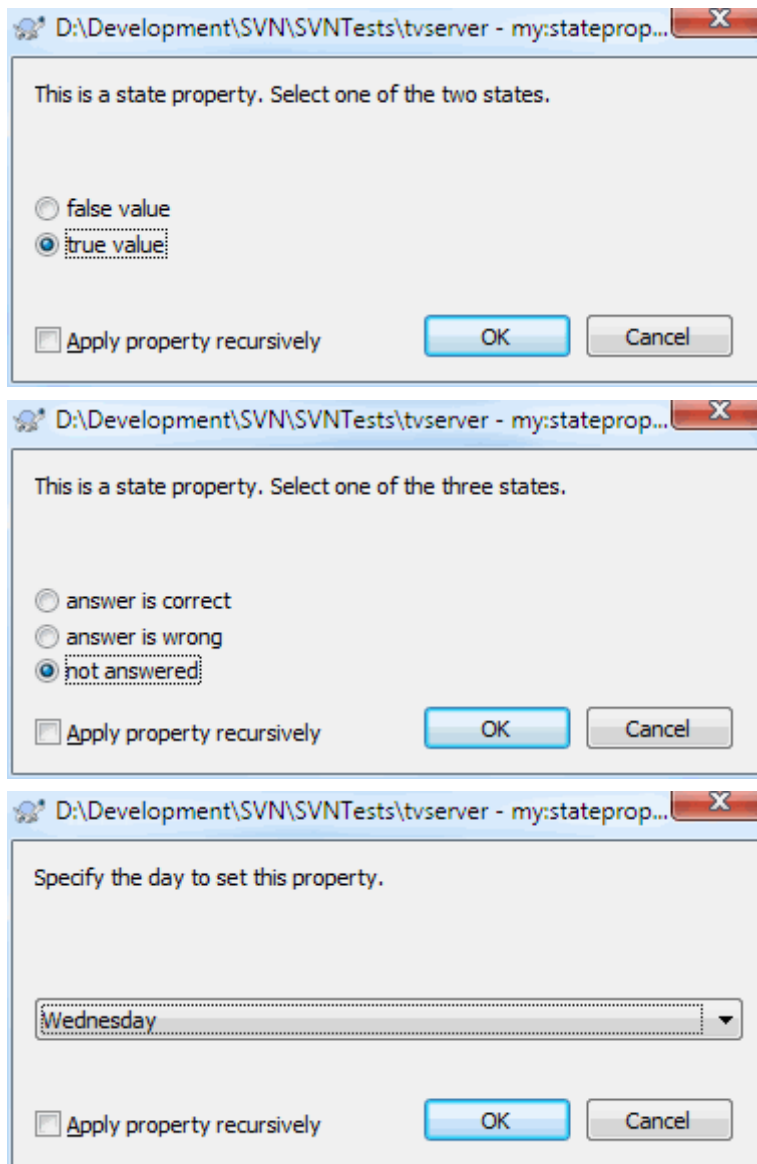 D:\Development\SVN\SVNTests\tvserver - my:stateprop...
This is a state property. Select one of the two states.
false value
true value
Apply property recursively OK Cancel
D:\Development\SVN\SVNTests\tvserver - my:stateprop...
This is a state property. Select one of the three states.
answer is correct
answer is wrong
not answered
Apply property recursively OK Cancel
D:\Development\SVN\SVNTests\tvserver - my:stateprop...
Specify the day to set this property.
Wednesday
Apply property recursively OK Cancel